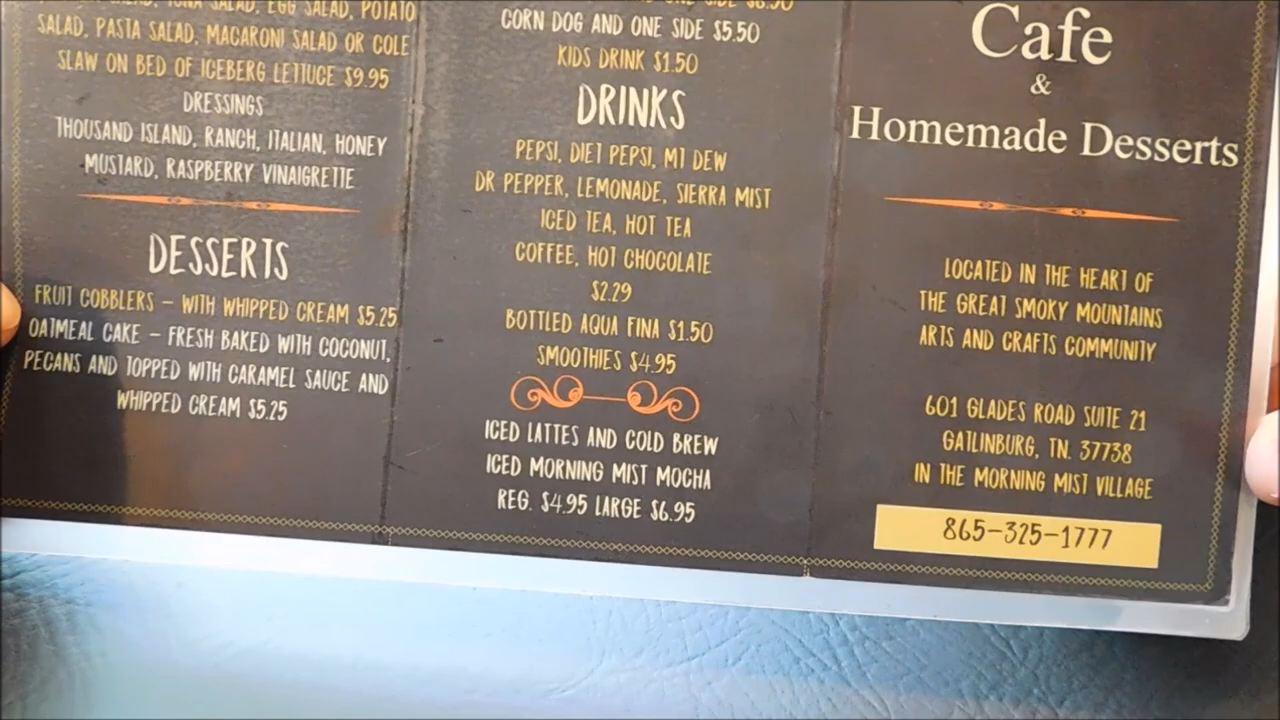 SALAD, EGG SALAD, POTATO
SALAD, PASTA SALAD, MACARONI SALAD OR COLE
SLAW ON BED OF ICEBERG LETTUCE $9.95
DRESSINGS
THOUSAND ISLAND, RANCH, ITALIAN, HONEY
MUSTARD, RASPBERRY VINAIGRETTE
DESSERTS
FRUIT COBBLERS – WITH WHIPPED CREAM $5.25
OATMEAL CAKE – FRESH BAKED WITH COCONUT,
PECANS AND TOPPED WITH CARAMEL SAUCE AND
WHIPPED CREAM $5.25
ONE SIDE
CORN DOG AND ONE SIDE $5.50
KIDS DRINK $1.50
DRINKS
PEPSI, DIET PEPSI, MT DEW
DR PEPPER, LEMONADE, SIERRA MIST
ICED TEA, HOT TEA
COFFEE, HOT CHOCOLATE
$2.29
BOTTLED AQUA FINA $1.50
SMOOTHIES $4.95
ICED LATTES AND COLD BREW
ICED MORNING MIST MOCHA
REG. $4.95 LARGE $6.95
Cafe
&
Homemade Desserts
LOCATED IN THE HEART OF
THE GREAT SMOKY MOUNTAINS
ARTS AND CRAFTS COMMUNITY
601 GLADES ROAD SUITE 21
GATLINBURG, TN. 37738
IN THE MORNING MIST VILLAGE
865-325-1777